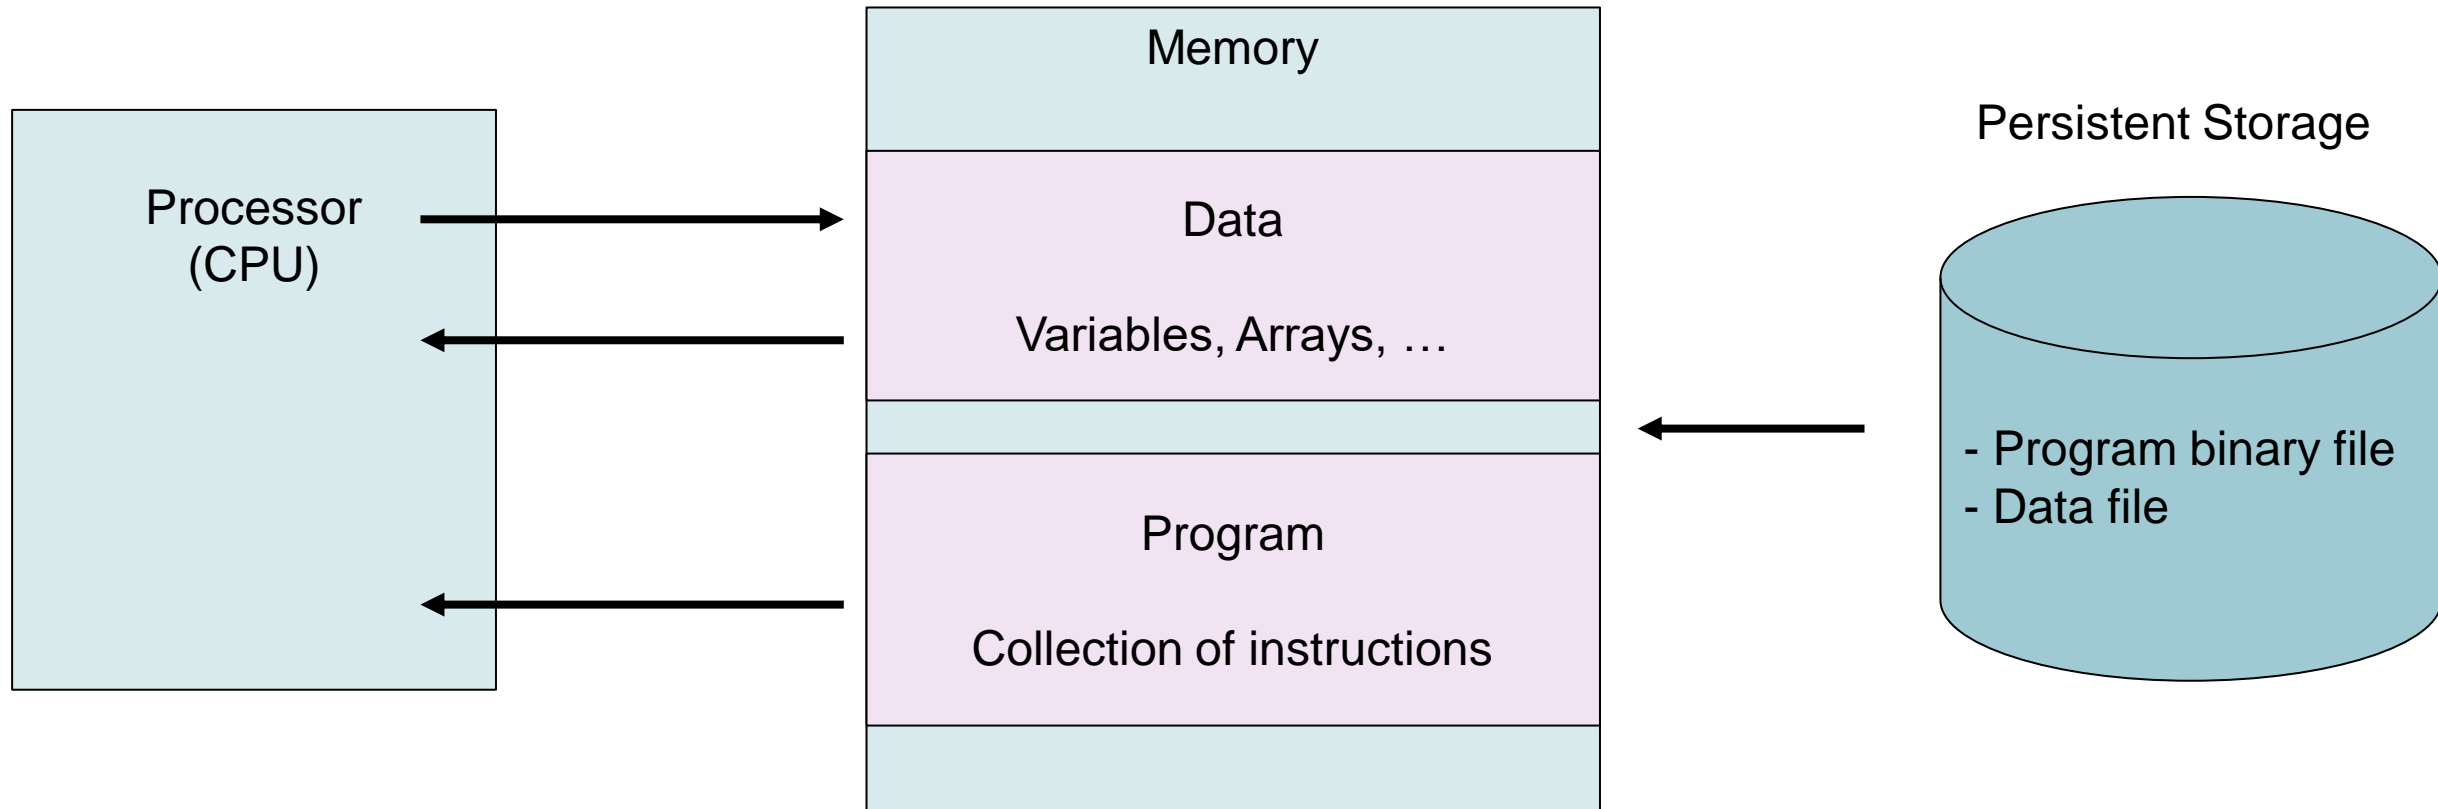 Memory
Persistent Storage
Processor
(CPU)
Data
Variables, Arrays, …
- Program binary file
- Data file
Program
Collection of instructions